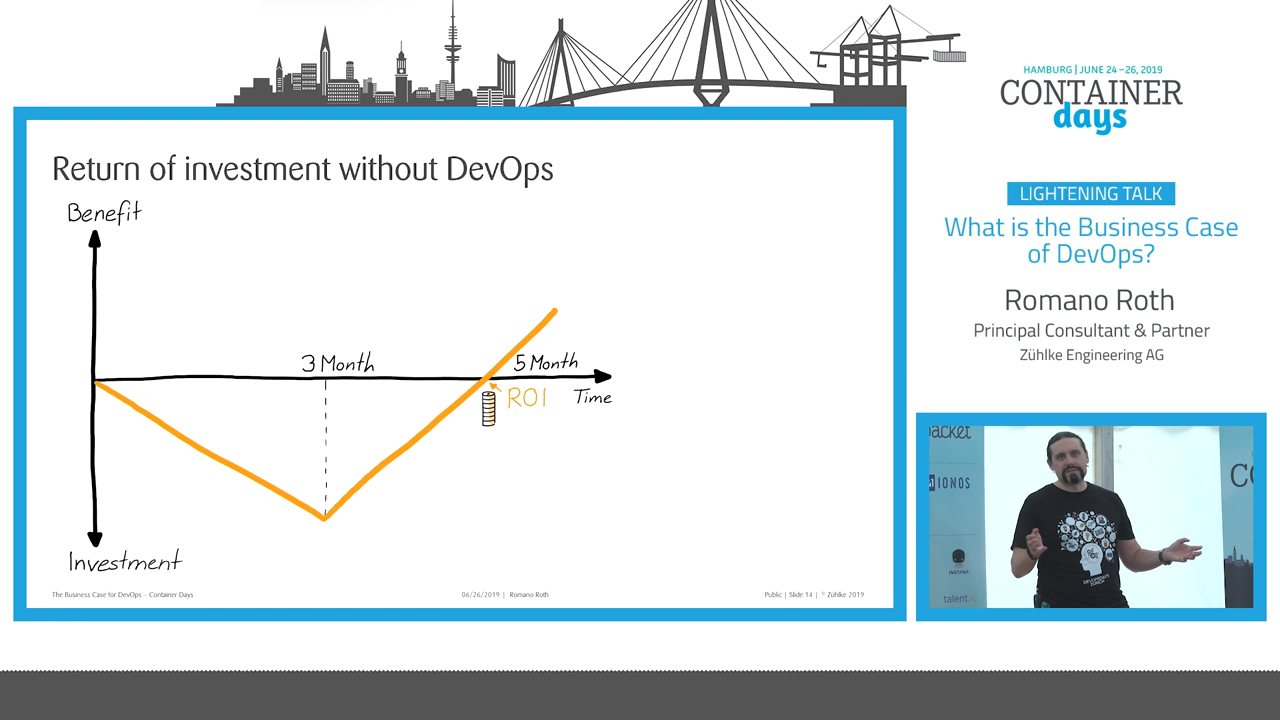 HAMBURG | JUNE 24 – 26, 2019
CONTAINER
days
LIGHTENING TALK
What is the Business Case
of DevOps?
Romano Roth
Principal Consultant & Partner
Zühlke Engineering AG
Return of investment without DevOps
Benefit
3 Month
5 Month
ROI
Time
Investment
The Business Case for DevOps - Container Days
06/26/2019 | Romano Roth
Public | Slide 14 | © Zühlke 2019
IONOS
talent